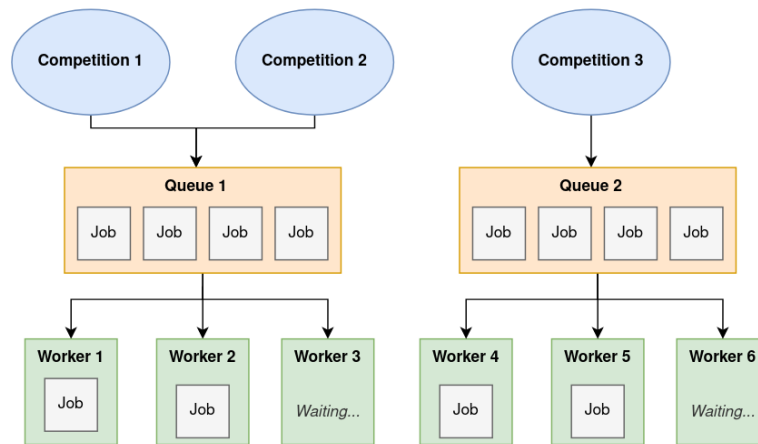 Competition 1
Competition 2
Competition 3
Queue 1
Queue 2
Job
Job
Job
Job
Job
Job
Job
Job
Worker 1
Worker 2
Worker 3
Worker 4
Worker 5
Worker 6
Job
Job
Waiting...
Job
Job
Waiting...